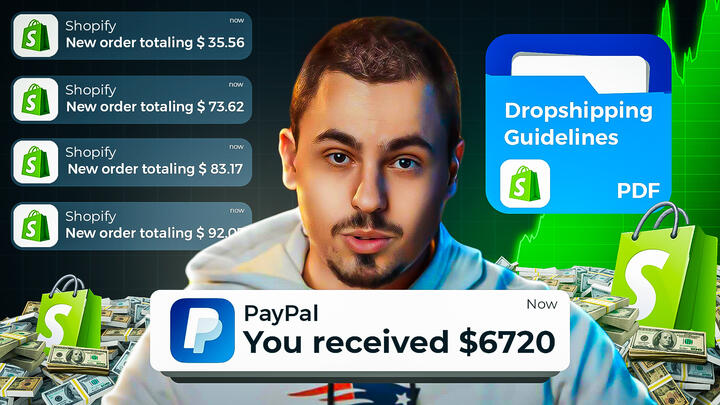 Shopify
now
New order totaling $ 35.56
Shopify
now
New order totaling $ 73.62
Shopify
now
New order totaling $ 83.17
Shopify
now
New order totaling $ 92.0
Dropshipping
Guidelines
PDF
PayPal
Now
You received $6720